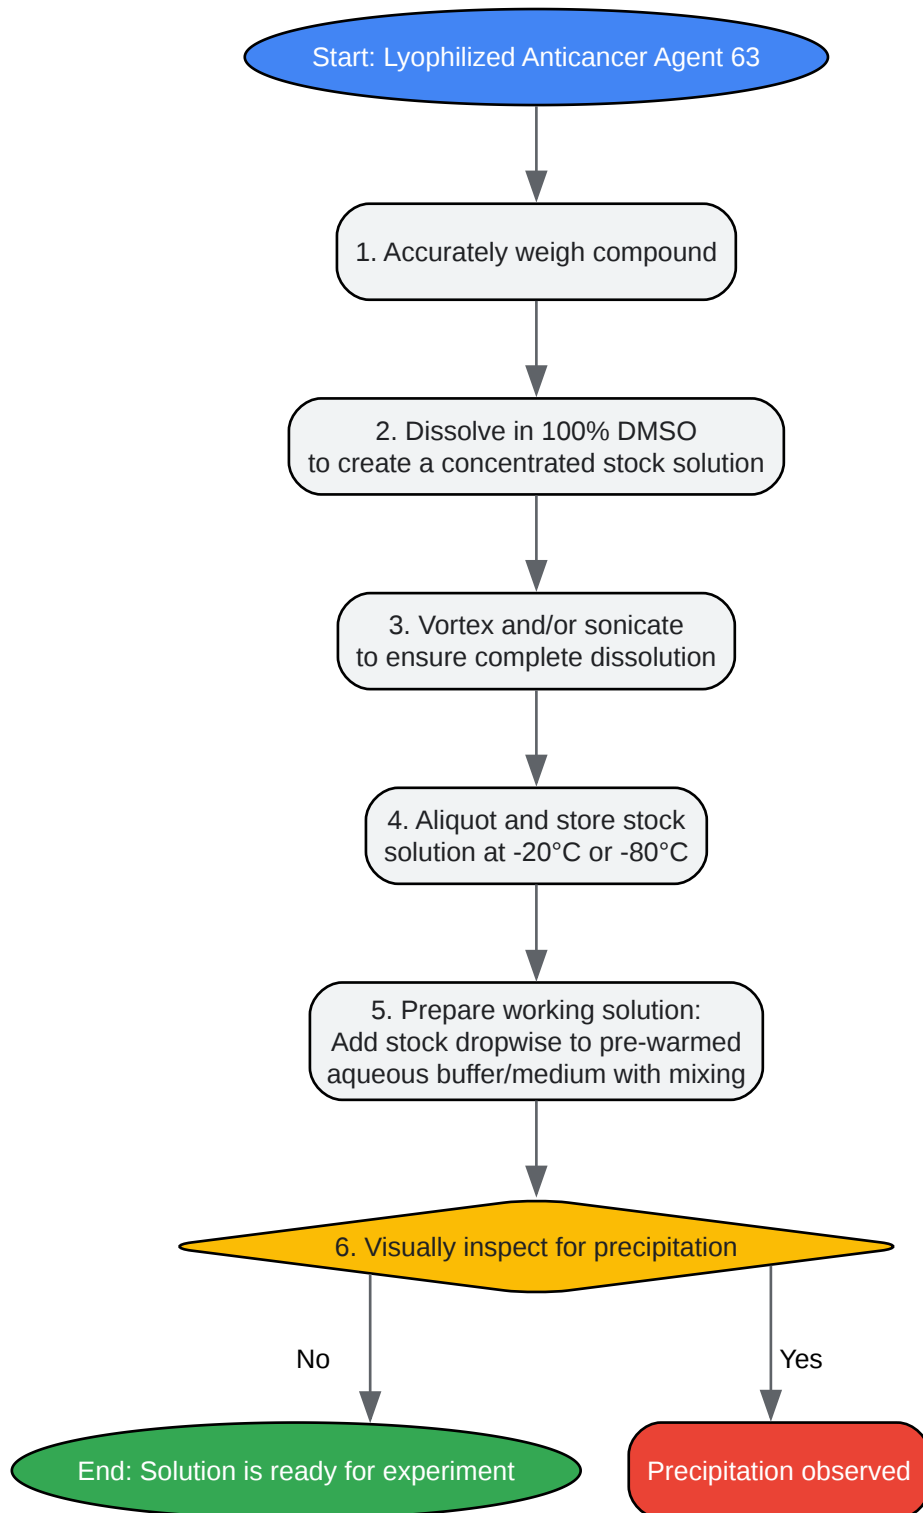 Start: Lyophilized Anticancer Agent 63
1. Accurately weigh compound
2. Dissolve in 100% DMSO
to create a concentrated stock solution
3. Vortex and/or sonicate
to ensure complete dissolution
4. Aliquot and store stock
solution at -20°C or -80°C
5. Prepare working solution:
Add stock dropwise to pre-warmed
aqueous buffer/medium with mixing
6. Visually inspect for precipitation
No
Yes
End: Solution is ready for experiment
Precipitation observed